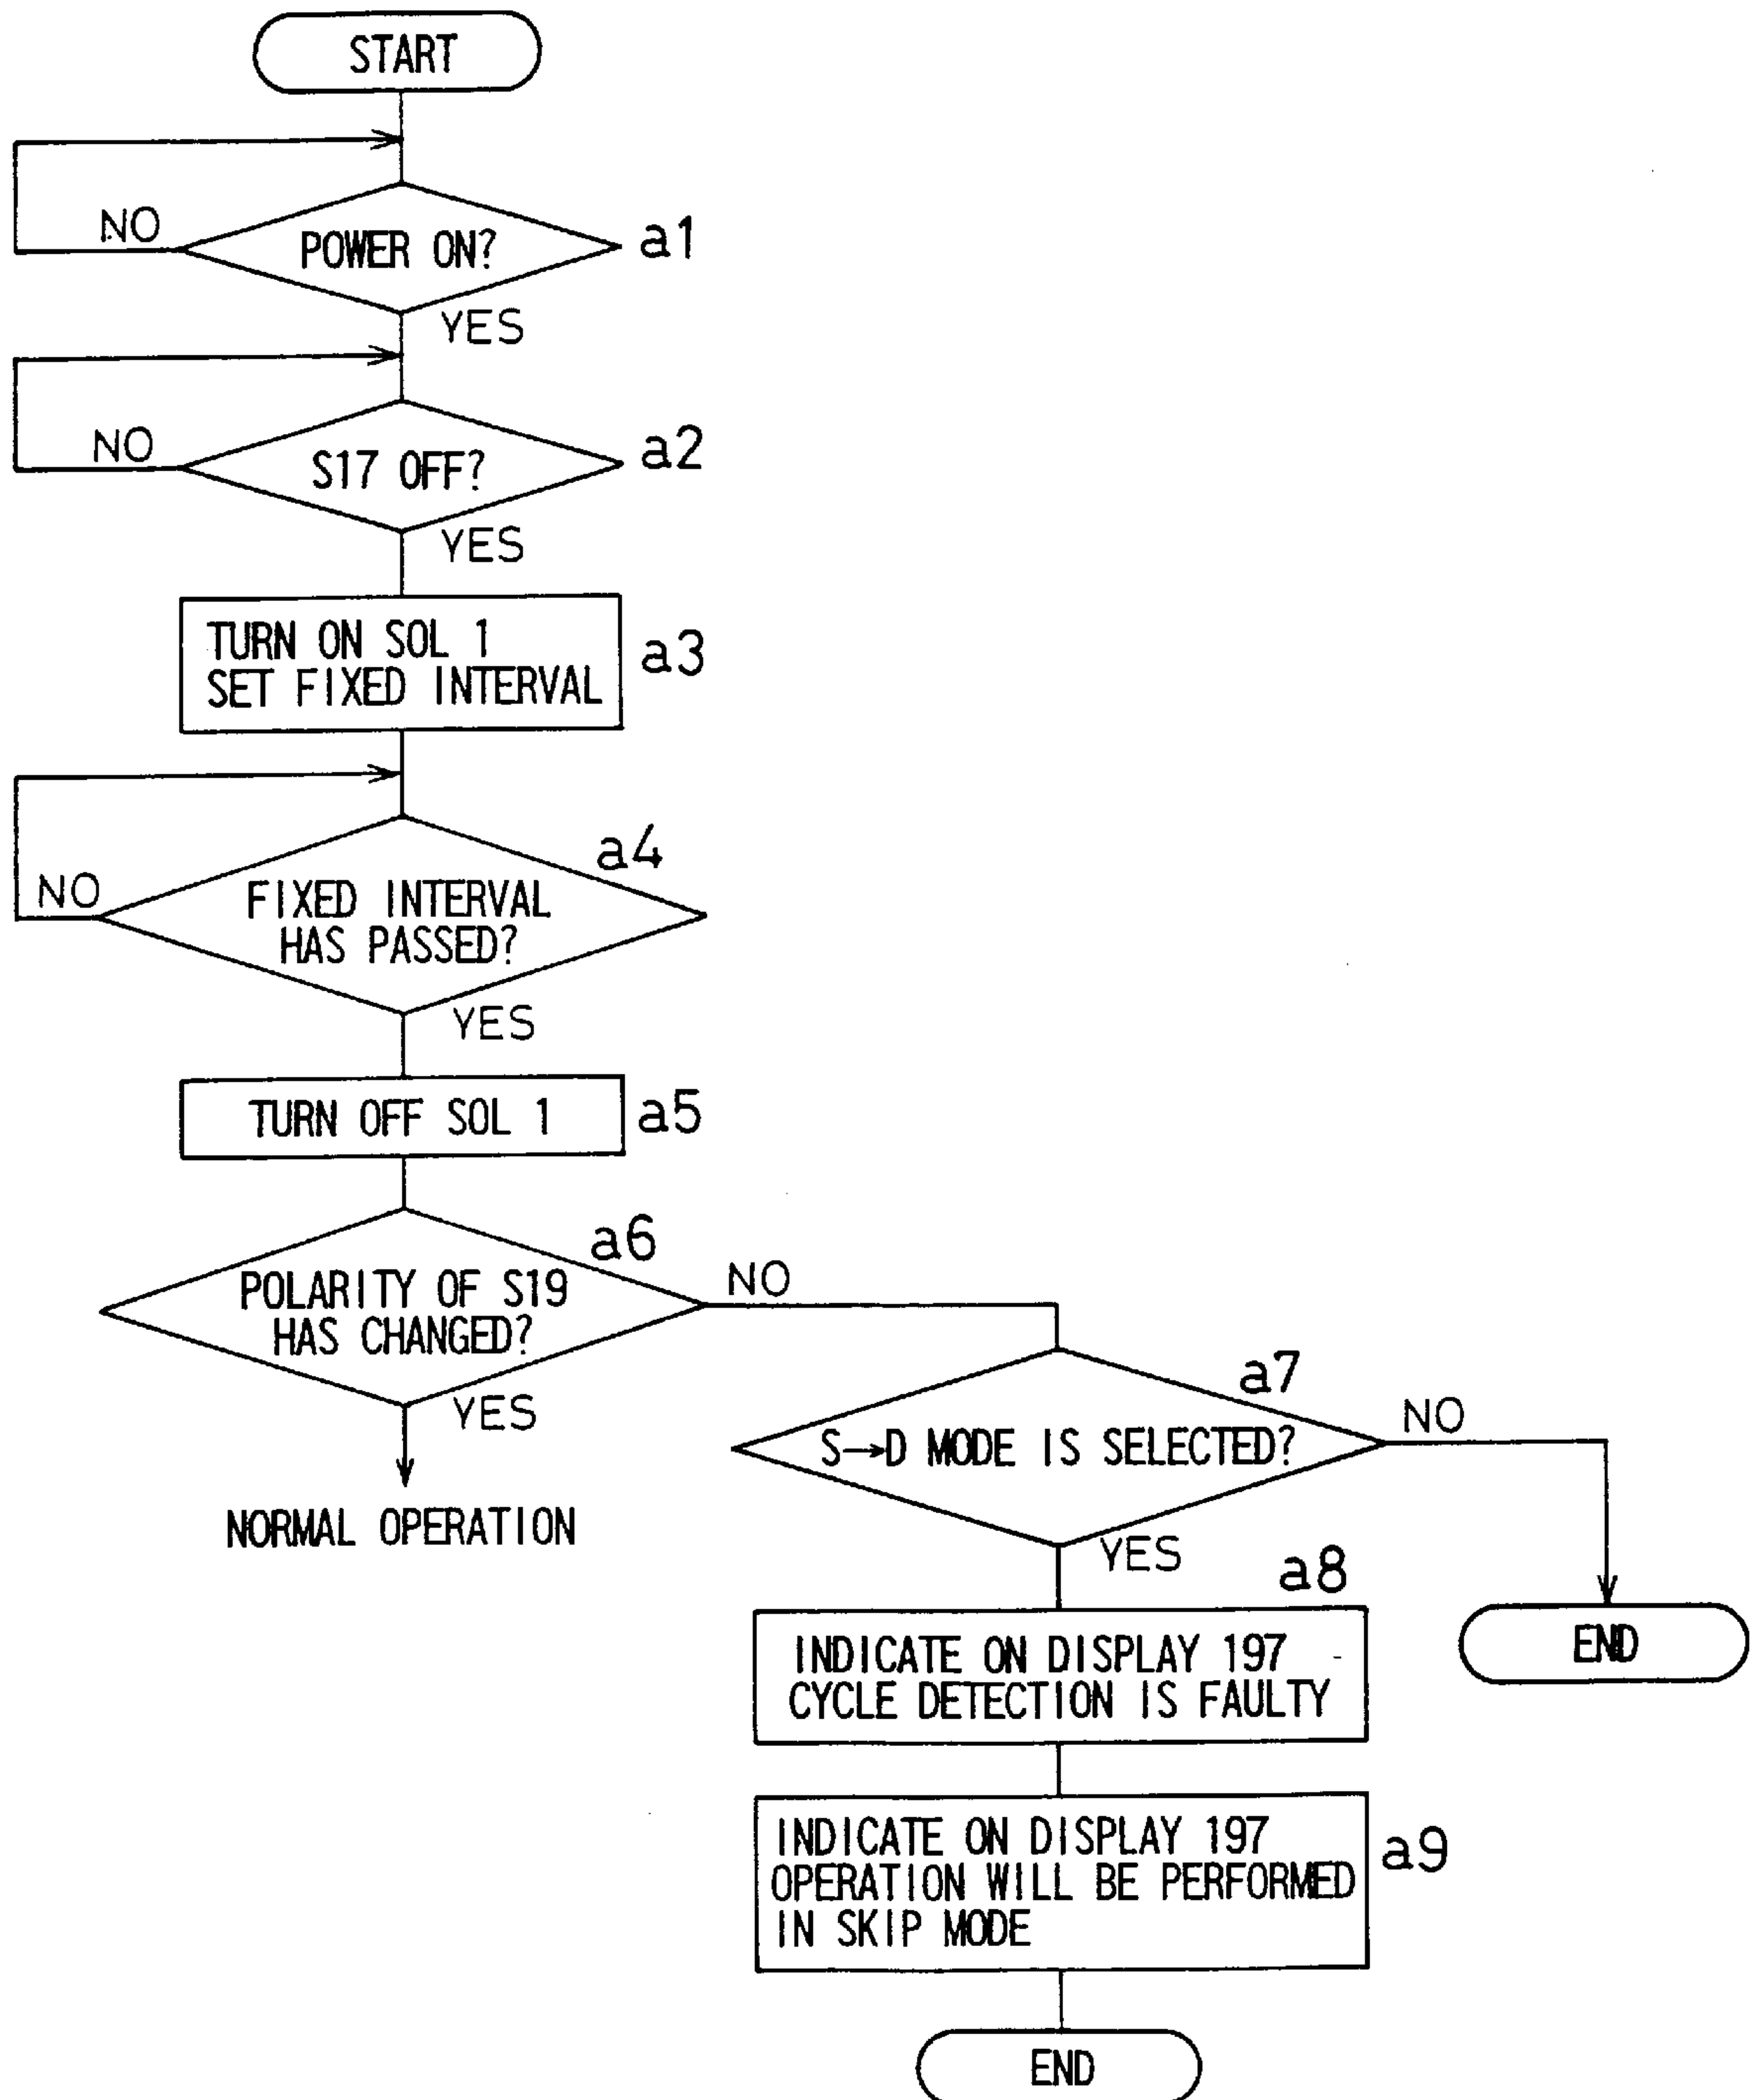 START
NO
POWER ON?
a1
YES
NO
S17 OFF?
a2
YES
TURN ON SOL 1
SET FIXED INTERVAL
a3
a4
NO
FIXED INTERVAL
HAS PASSED?
YES
TURN OFF SOL 1
a5
a6
POLARITY OF S19
HAS CHANGED?
NO
YES
NORMAL OPERATION
a7
S→D MODE IS SELECTED?
NO
YES
a8
INDICATE ON DISPLAY 197
CYCLE DETECTION IS FAULTY
END
INDICATE ON DISPLAY 197
OPERATION WILL BE PERFORMED
IN SKIP MODE
a9
END